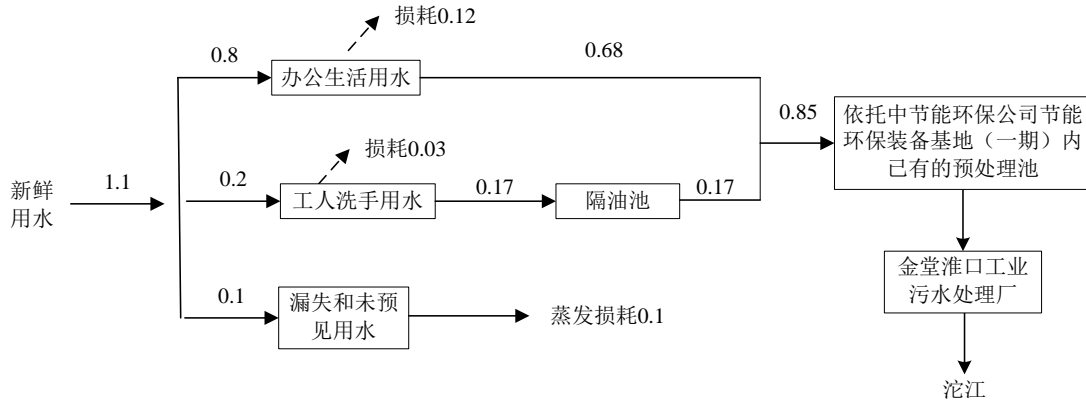 损耗0.12
0.8
办公生活用水
0.68
0.85
依托中节能环保公司节能
环保装备基地（一期）内
已有的预处理池
损耗0.03
新鲜
用水
1.1
0.2
工人洗手用水
0.17
隔油池
0.17
金堂淮口工业
污水处理厂
0.1
漏失和未预
见用水
蒸发损耗0.1
沱江